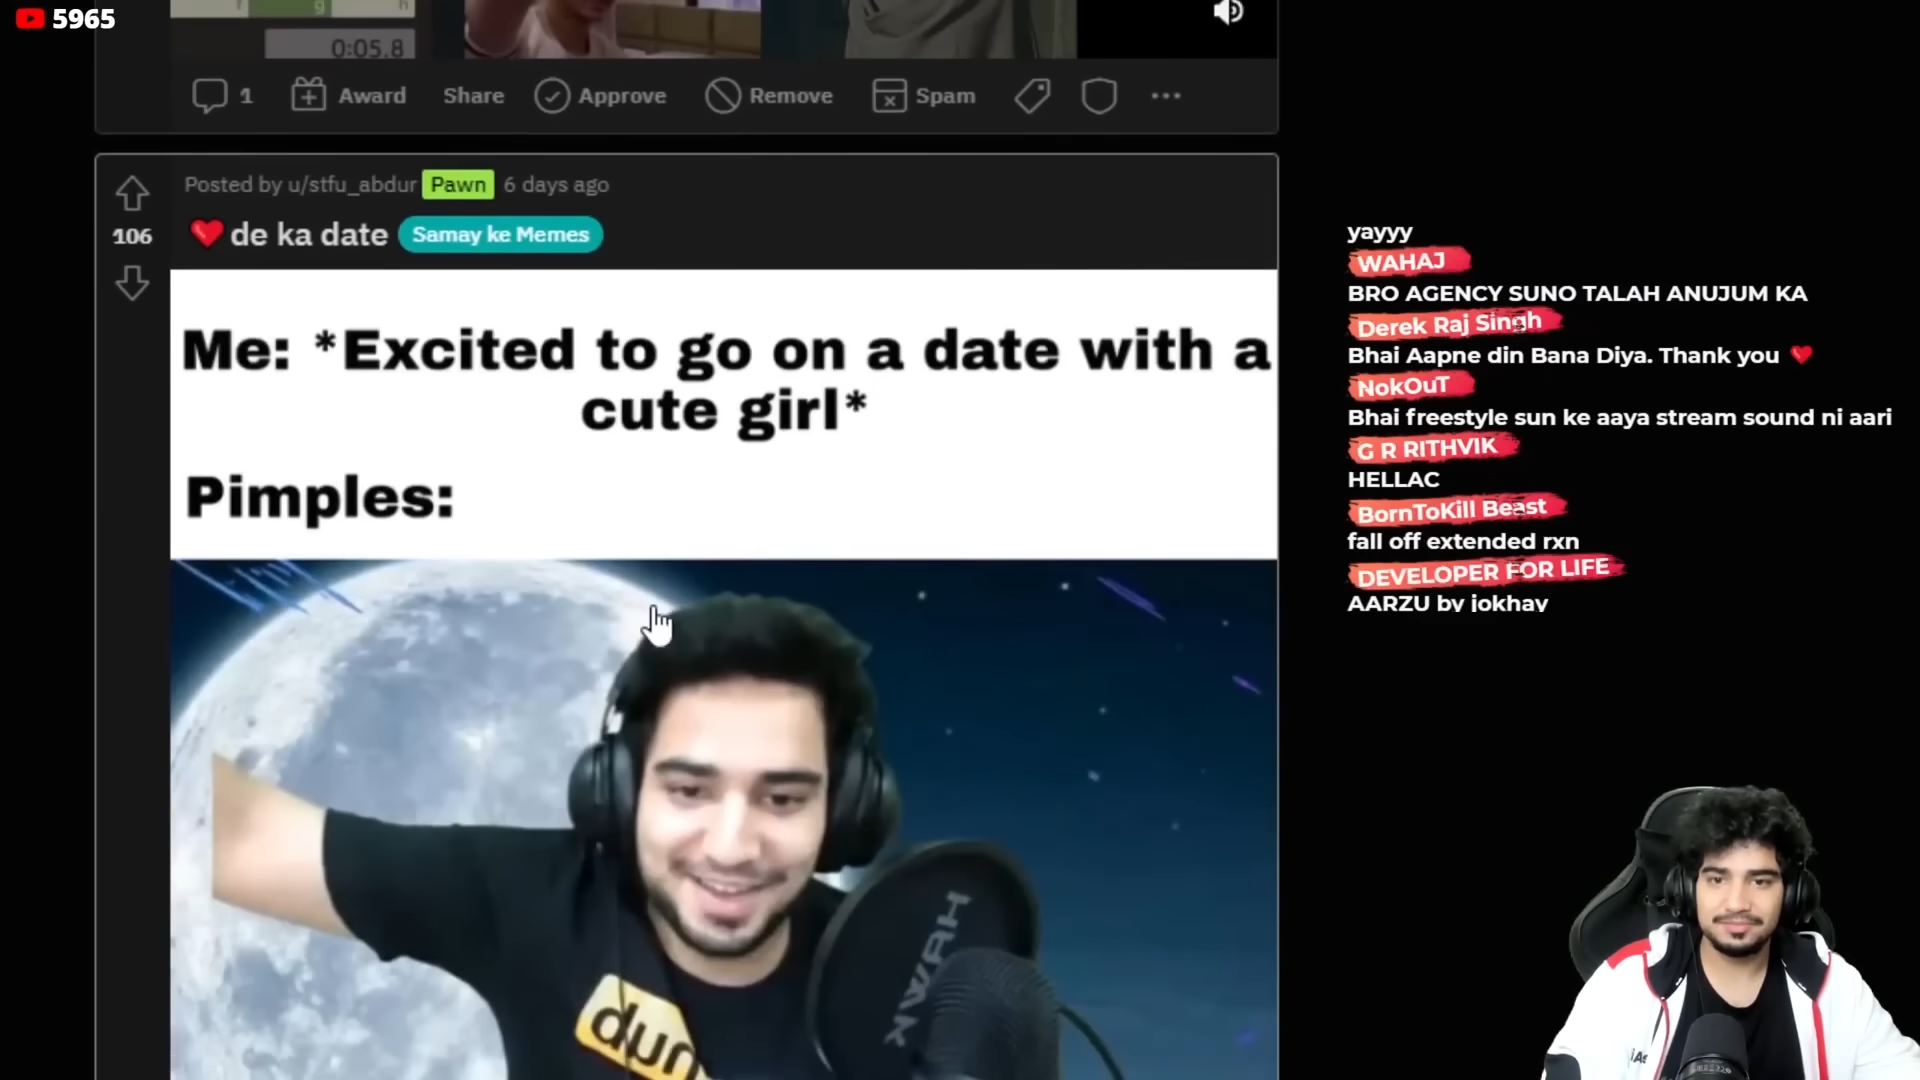 5965
0:05.8
1
Award
Share
Approve
Remove
Spam
Posted by u/stfu_abdur Pawn 6 days ago
106
❤️de ka date Samay ke Memes
Me: *Excited to go on a date with a
cute girl*
Pimples:
yayyy
WAHAJ
BRO AGENCY SUNO TALAH ANUJUM KA
Derek Raj Singh
Bhai Aapne din Bana Diya. Thank you ❤️
NokOuT
Bhai freestyle sun ke aaya stream sound ni aari
G R RITHVIK
HELLAC
BornToKill Beast
fall off extended rxn
DEVELOPER FOR LIFE
AARZU by jokhay